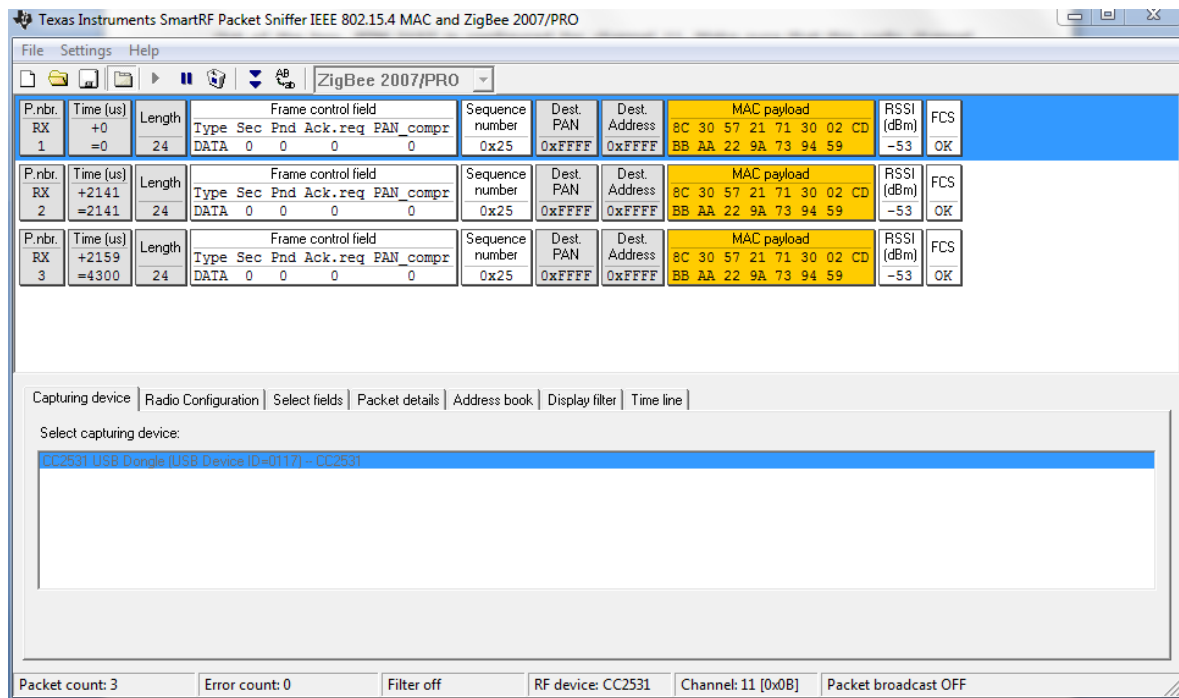 Texas Instruments SmartRF Packet Sniffer IEEE 802.15.4 MAC and ZigBee 2007/PRO
File Settings Help
ZigBee 2007/PRO
P.nbr. Time (us) Length Frame control field Sequence number Dest. PAN Dest. Address MAC payload RSSI (dBm) FCS
RX +0 Type Sec Pnd Ack.req PAN_compr 8C 30 57 21 71 30 02 CD
1 =0 24 DATA 0 0 0 0 0x25 0xFFFF 0xFFFF BB AA 22 9A 73 94 59 -53 OK
P.nbr. Time (us) Length Frame control field Sequence number Dest. PAN Dest. Address MAC payload RSSI (dBm) FCS
RX +2141 Type Sec Pnd Ack.req PAN_compr 8C 30 57 21 71 30 02 CD
2 =2141 24 DATA 0 0 0 0 0x25 0xFFFF 0xFFFF BB AA 22 9A 73 94 59 -53 OK
P.nbr. Time (us) Length Frame control field Sequence number Dest. PAN Dest. Address MAC payload RSSI (dBm) FCS
RX +2159 Type Sec Pnd Ack.req PAN_compr 8C 30 57 21 71 30 02 CD
3 =4300 24 DATA 0 0 0 0 0x25 0xFFFF 0xFFFF BB AA 22 9A 73 94 59 -53 OK
Capturing device Radio Configuration Select fields Packet details Address book Display filter Time line
Select capturing device:
CC2531 USB Dongle (USB Device ID=0117) -- CC2531
Packet count: 3 Error count: 0 Filter off RF device: CC2531 Channel: 11 [0x0B] Packet broadcast OFF